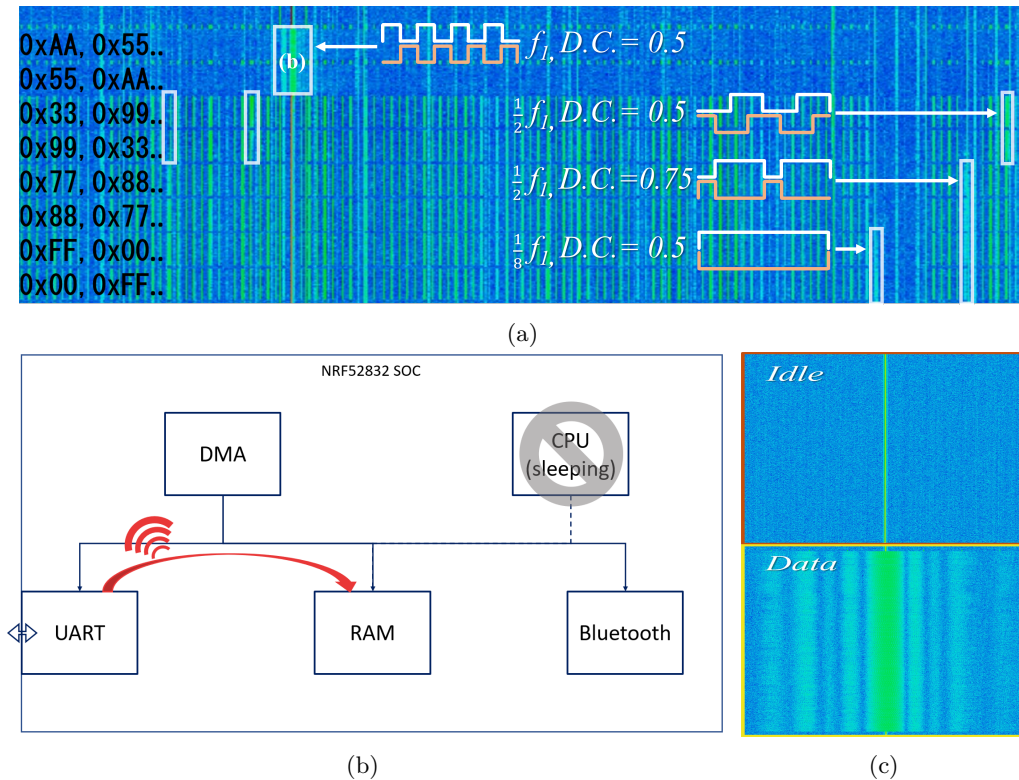 0xAA, 0x55..
(b)
f1, D.C.= 0.5
0x55, 0xAA..
0x33, 0x99..
1/2 f1, D.C.= 0.5
0x99, 0x33..
0x77, 0x88..
1/2 f1, D.C.=0.75
0x88, 0x77..
0xFF, 0x00..
1/8 f1, D.C.= 0.5
0x00, 0xFF..
(a)
NRF52832 SOC
DMA
CPU
(sleeping)
UART
RAM
Bluetooth
(b)
Idle
Data
(c)